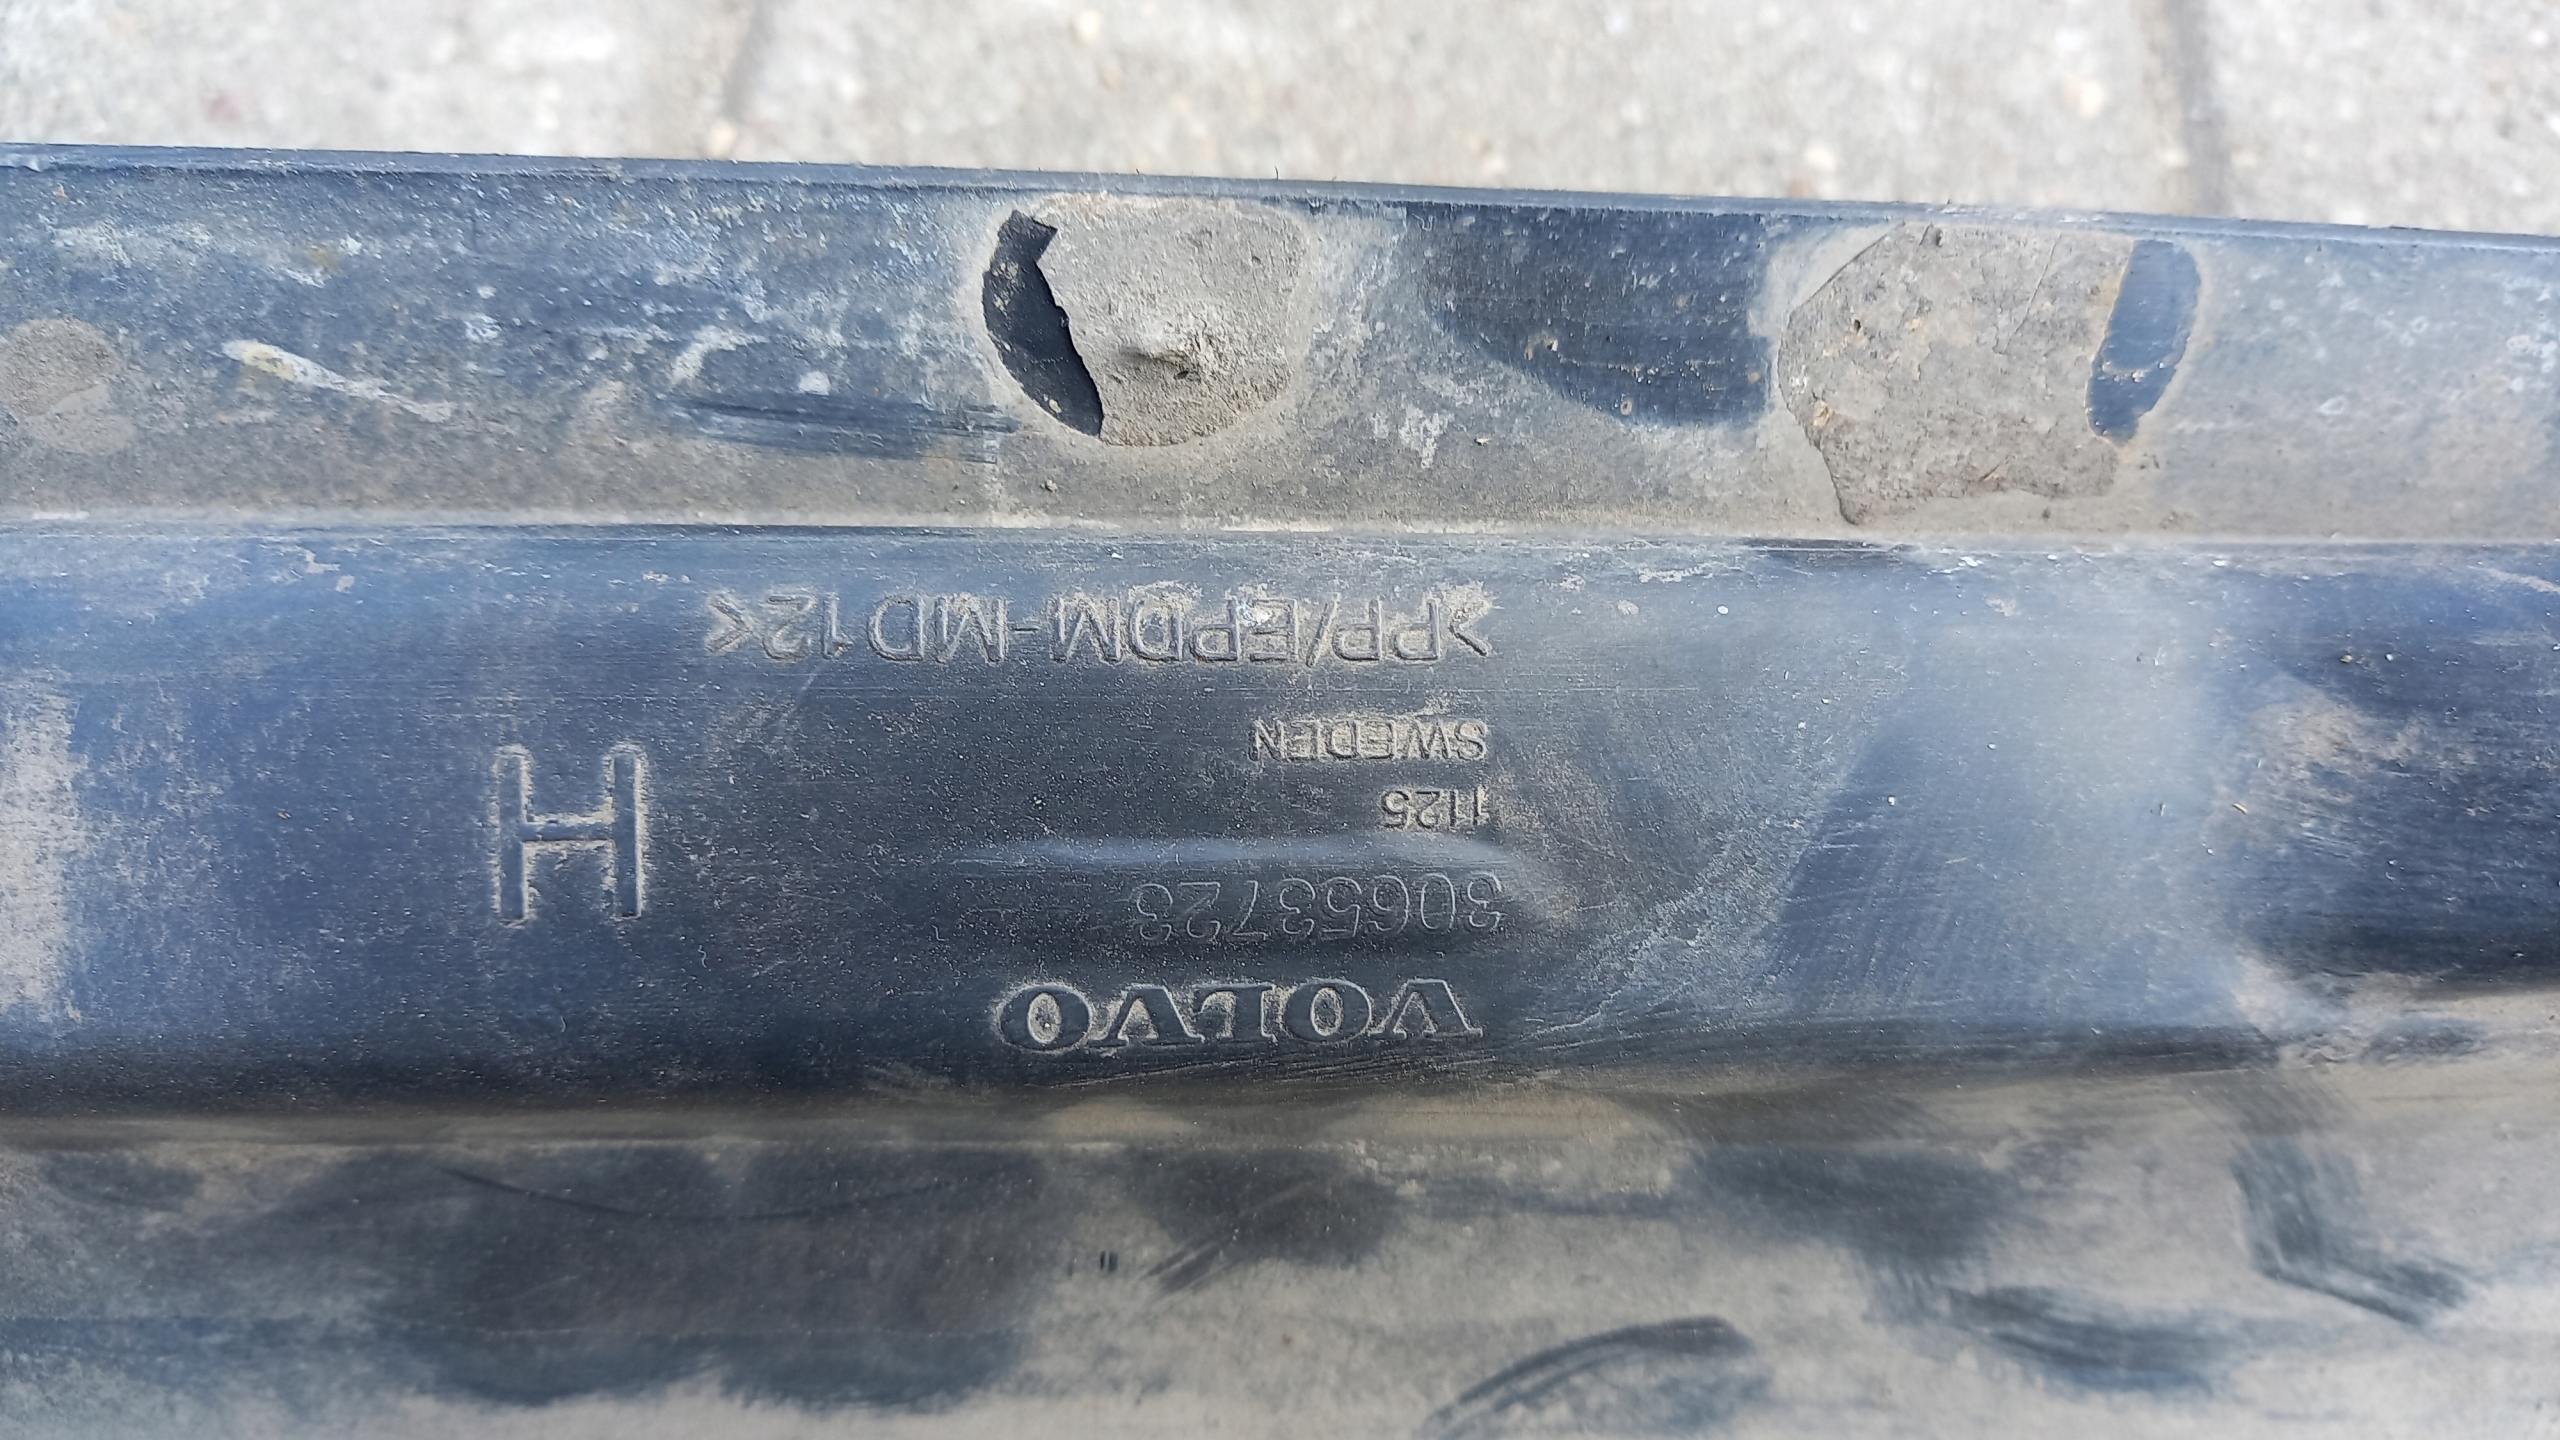 VOLVO
30653723
1125
SWEDEN
>PP/EPDM-MD12<
H